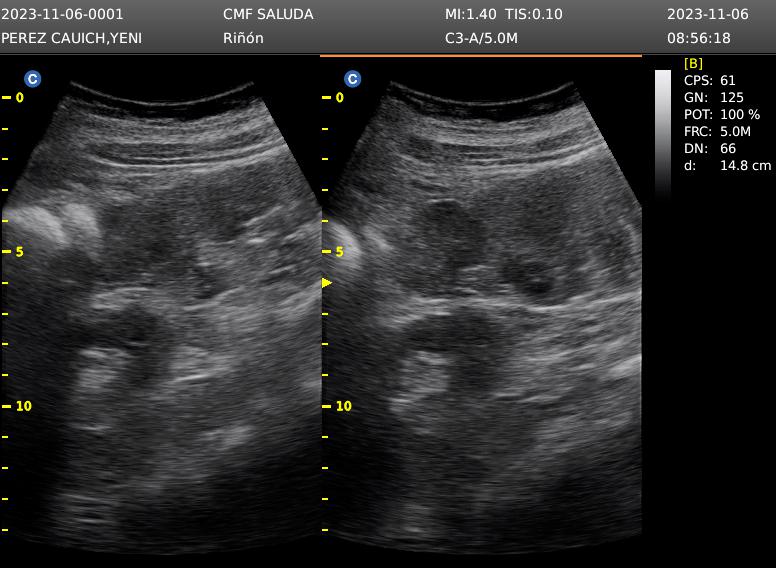 2023-11-06-0001 CMF SALUDA MI:1.40 TIS:0.10 2023-11-06
PEREZ CAUICH,YENI Riñón C3-A/5.0M 08:56:18
C C
[B]
CPS: 61
GN: 125
POT: 100 %
FRC: 5.0M
DN: 66
d: 14.8 cm
0 0
5 5
10 10